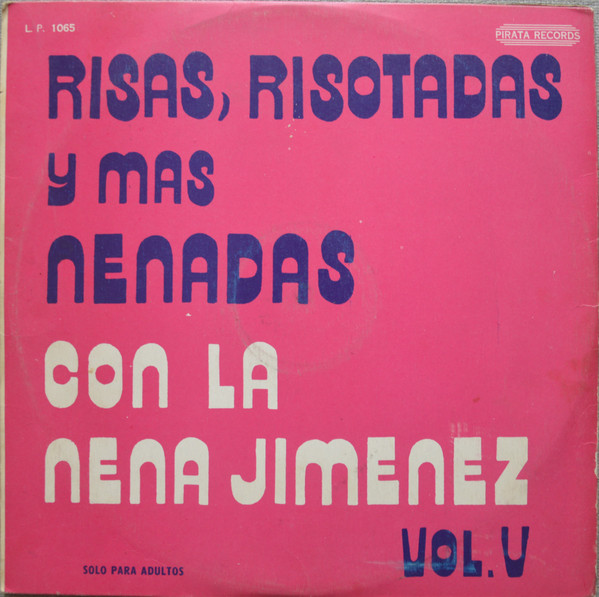 L.P. 1065
PIRATA RECORDS
RISAS, RISOTADAS
Y MAS
NENADAS
CON LA
NENA JIMENEZ
VOL. V
SOLO PARA ADULTOS